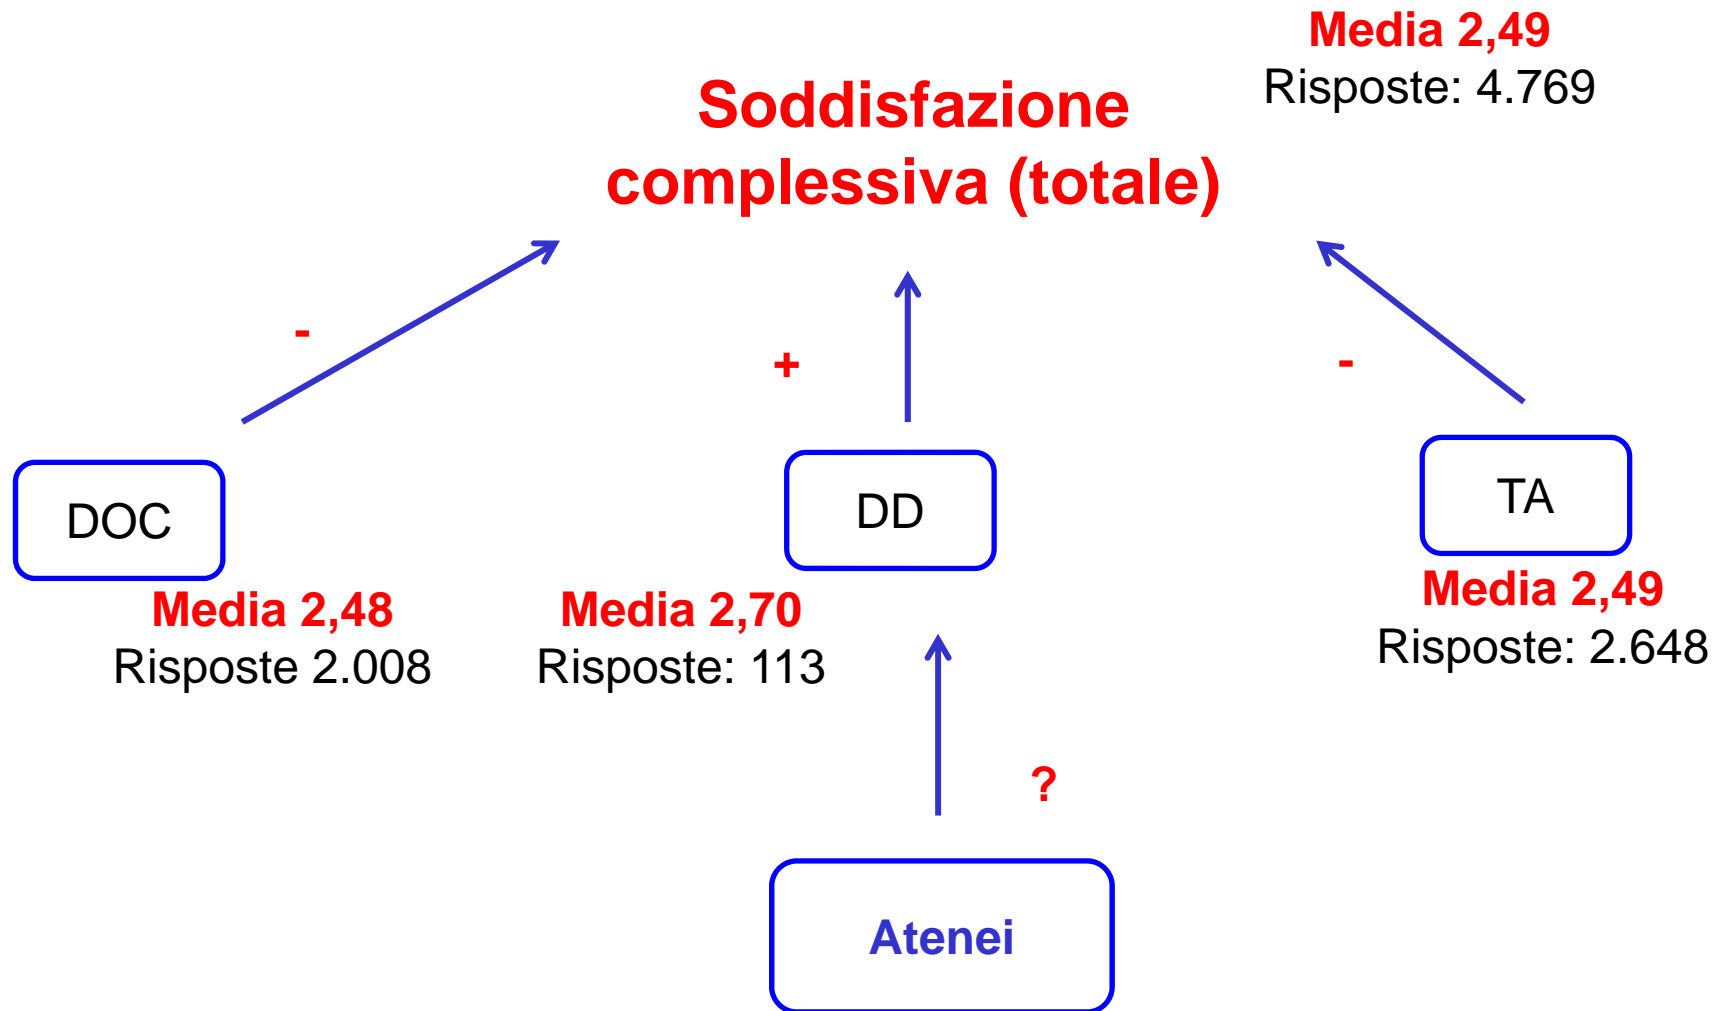 Media 2,49
Risposte: 4.769
Soddisfazione
complessiva (totale)
-
+
-
DOC
DD
TA
Media 2,48
Risposte 2.008
Media 2,70
Risposte: 113
Media 2,49
Risposte: 2.648
?
Atenei